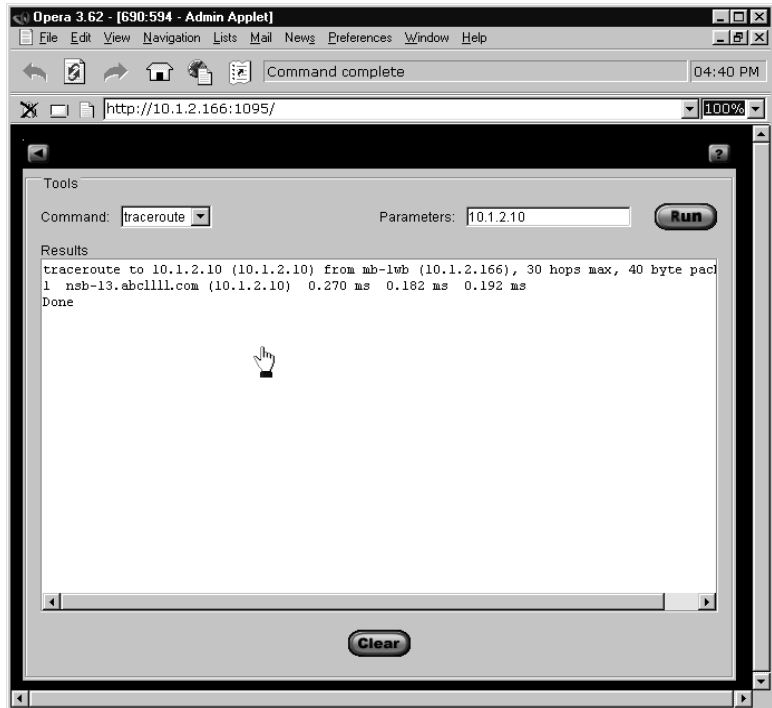 Opera 3.62 - [690:594 - Admin Applet]
File Edit View Navigation Lists Mail News Preferences Window Help
Command complete
04:40 PM
http://10.1.2.166:1095/
100%
?
Tools
Command: traceroute Parameters: 10.1.2.10 Run
Results
traceroute to 10.1.2.10 (10.1.2.10) from mb-lwb (10.1.2.166), 30 hops max, 40 byte pack
1 nsb-13.abcllll.com (10.1.2.10) 0.270 ms 0.182 ms 0.192 ms
Done
Clear